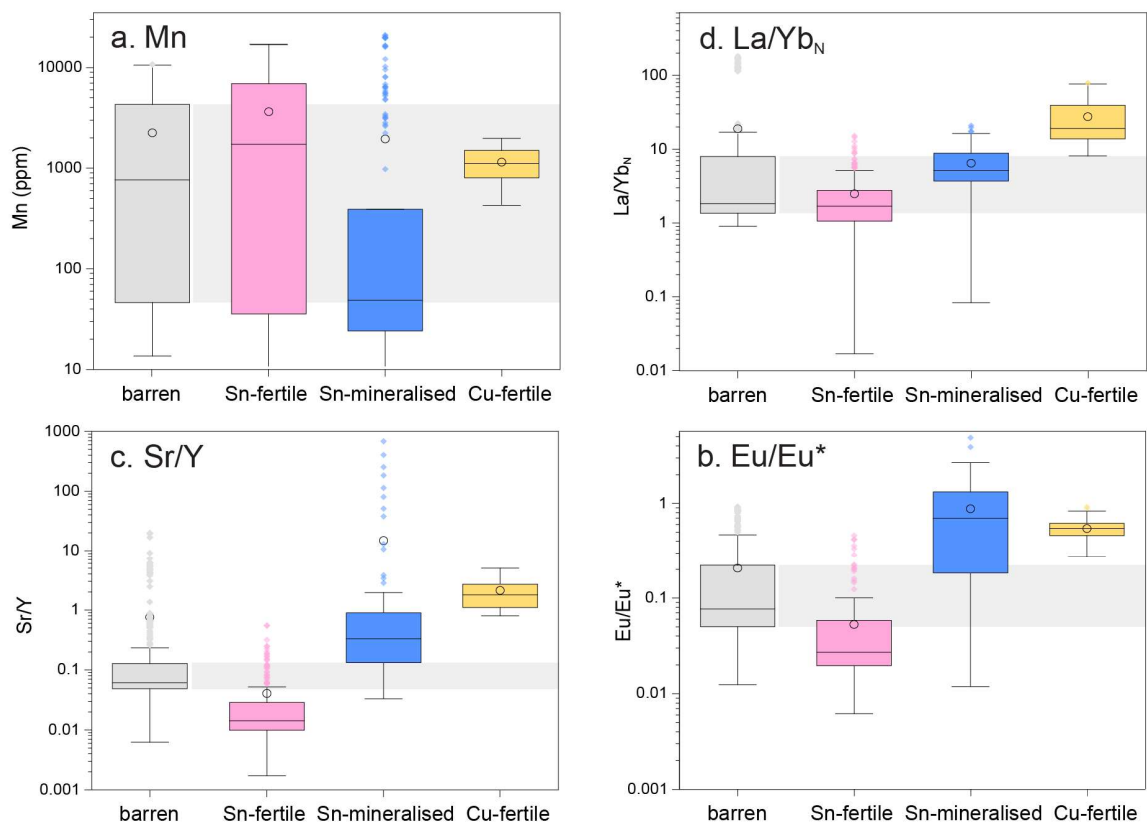 a. Mn
Mn (ppm)
10000
1000
100
10
barren Sn-fertile Sn-mineralised Cu-fertile
d. La/Yb_N
La/Yb_N
100
10
1
0.1
0.01
barren Sn-fertile Sn-mineralised Cu-fertile
c. Sr/Y
Sr/Y
1000
100
10
1
0.1
0.01
0.001
barren Sn-fertile Sn-mineralised Cu-fertile
b. Eu/Eu*
Eu/Eu*
1
0.1
0.01
0.001
barren Sn-fertile Sn-mineralised Cu-fertile